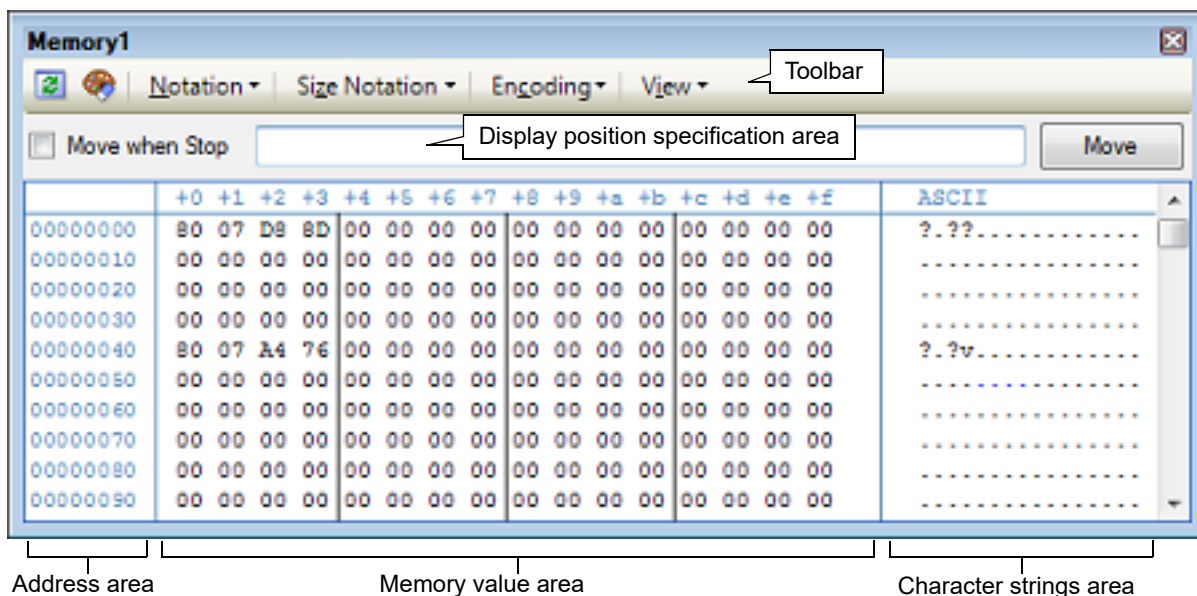 Memory1
Notation Size Notation Encoding View Toolbar
Move when Stop Display position specification area Move
+0 +1 +2 +3 +4 +5 +6 +7 +8 +9 +a +b +c +d +e +f ASCII
00000000 80 07 D8 8D 00 00 00 00 00 00 00 00 00 00 00 00 ?.??............
00000010 00 00 00 00 00 00 00 00 00 00 00 00 00 00 00 00 ................
00000020 00 00 00 00 00 00 00 00 00 00 00 00 00 00 00 00 ................
00000030 00 00 00 00 00 00 00 00 00 00 00 00 00 00 00 00 ................
00000040 80 07 A4 76 00 00 00 00 00 00 00 00 00 00 00 00 ?.?v............
00000050 00 00 00 00 00 00 00 00 00 00 00 00 00 00 00 00 ................
00000060 00 00 00 00 00 00 00 00 00 00 00 00 00 00 00 00 ................
00000070 00 00 00 00 00 00 00 00 00 00 00 00 00 00 00 00 ................
00000080 00 00 00 00 00 00 00 00 00 00 00 00 00 00 00 00 ................
00000090 00 00 00 00 00 00 00 00 00 00 00 00 00 00 00 00 ................
Address area Memory value area Character strings area